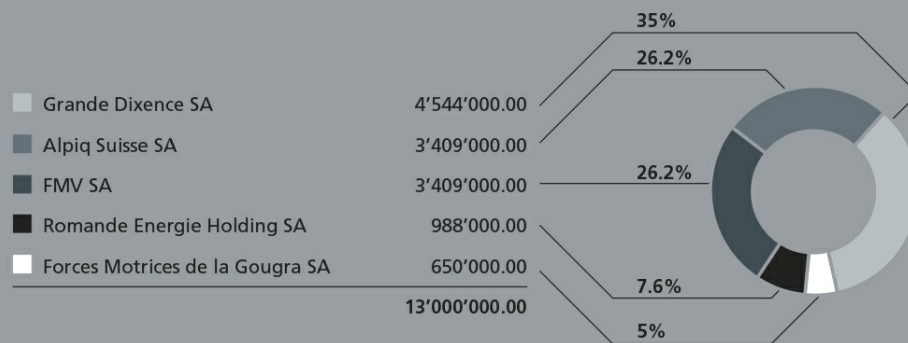 35%
26.2%
Grande Dixence SA 4’544’000.00
Alpiq Suisse SA 3’409’000.00
FMV SA 3’409’000.00 26.2%
Romande Energie Holding SA 988’000.00
Forces Motrices de la Gougra SA 650’000.00
7.6%
13’000’000.00
5%